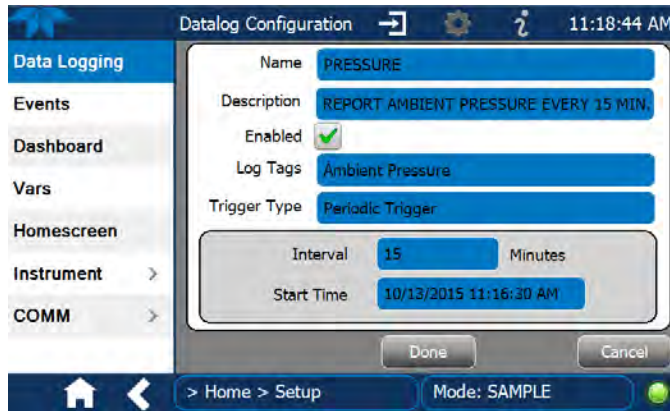 Datalog Configuration 11:18:44 AM
Data Logging
Events
Dashboard
Vars
Homescreen
Instrument >
COMM >
Name PRESSURE
Description REPORT AMBIENT PRESSURE EVERY 15 MIN.
Enabled
Log Tags Ambient Pressure
Trigger Type Periodic Trigger
Interval 15 Minutes
Start Time 10/13/2015 11:16:30 AM
Done Cancel
> Home > Setup Mode: SAMPLE